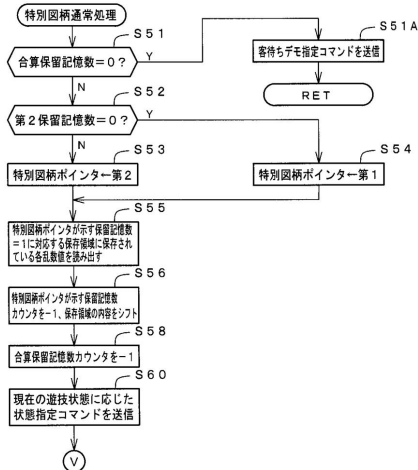 特別図柄通常処理
S51
合算保留記憶数=0?
Y
S51A
客待ちデモ指定コマンドを送信
RET
N
S52
第2保留記憶数=0?
Y
N
S53
特別図柄ポインター第2
S54
特別図柄ポインター第1
S55
特別図柄ポインタが示す保留記憶数
=1に対応する保存領域に保存され
ている各乱数値を読み出す
S56
特別図柄ポインタが示す保留記憶数
カウンタを-1、保存領域の内容をシフト
S58
合算保留記憶数カウンタを-1
S60
現在の遊技状態に応じた
状態指定コマンドを送信
V